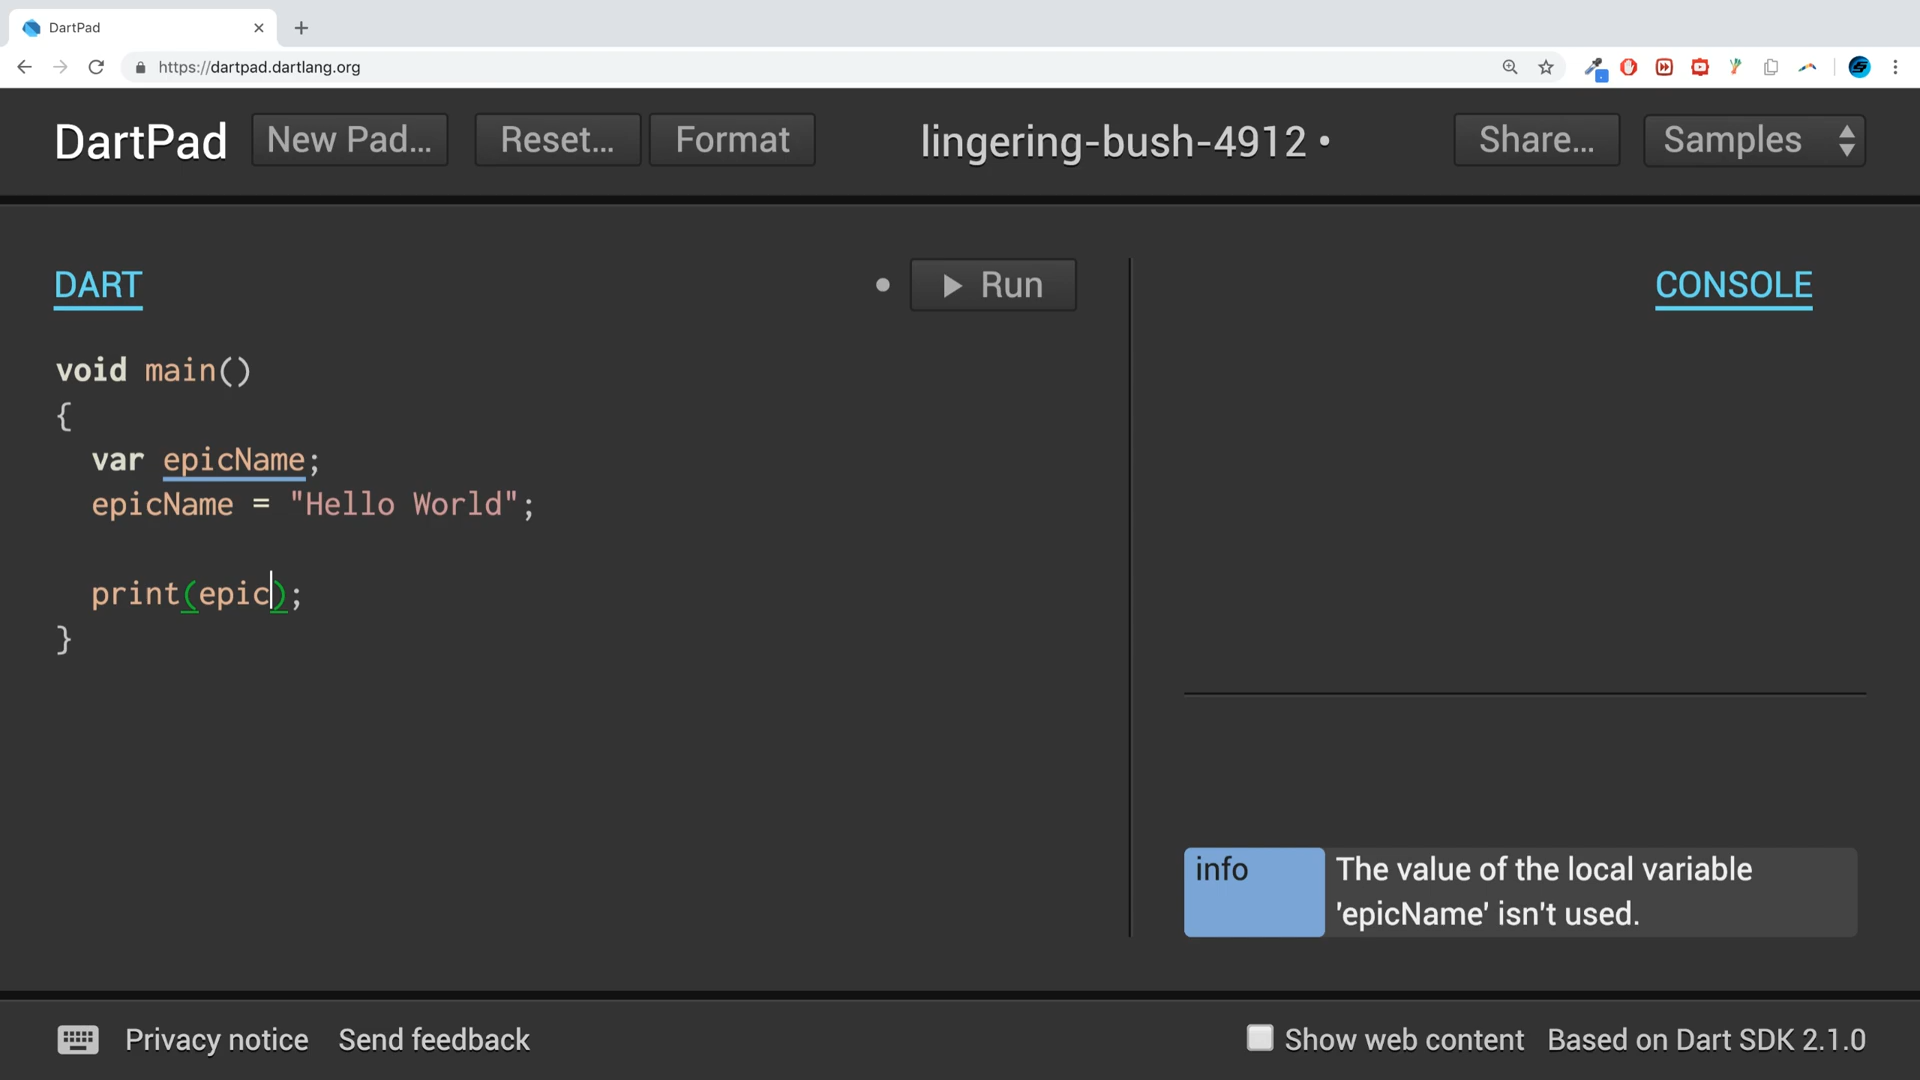 DartPad
https://dartpad.dartlang.org
DartPad
New Pad...
Reset...
Format
lingering-bush-4912 •
Share...
Samples
DART
Run
CONSOLE
void main()
{
var epicName;
epicName = "Hello World";
print(epic);
}
info
The value of the local variable
'epicName' isn't used.
Privacy notice
Send feedback
Show web content
Based on Dart SDK 2.1.0